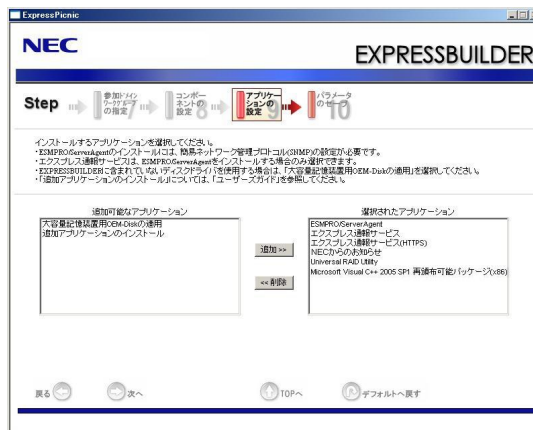 ExpressPicnic
NEC
EXPRESSBUILDER
Step
参加ドメイン
ワークグループ
の指定 7
コンポー
ネントの
設定 8
アプリケー
ションの
設定 9
パラメータ
のセーブ 10
インストールするアプリケーションを選択してください。
・ESMPRO/ServerAgentのインストールには、簡易ネットワーク管理プロトコル(SNMP)の設定が必要です。
・エクスプレス通報サービスは、ESMPRO/ServerAgentをインストールする場合のみ選択できます。
・EXPRESSBUILDERに含まれていないディスクドライブを使用する場合は、「大容量記憶装置用OEM-Diskの適用」を選択してください。
・「追加アプリケーションのインストール」については、「ユーザーズガイド」を参照してください。
追加可能なアプリケーション
大容量記憶装置用OEM-Diskの適用
追加アプリケーションのインストール
追加 >>
<< 削除
選択されたアプリケーション
ESMPRO/ServerAgent
エクスプレス通報サービス
エクスプレス通報サービス(HTTPS)
NECからのお知らせ
Universal RAID Utility
Microsoft Visual C++ 2005 SP1 再頒布可能パッケージ(x86)
戻る
次へ
TOPへ
デフォルトへ戻す